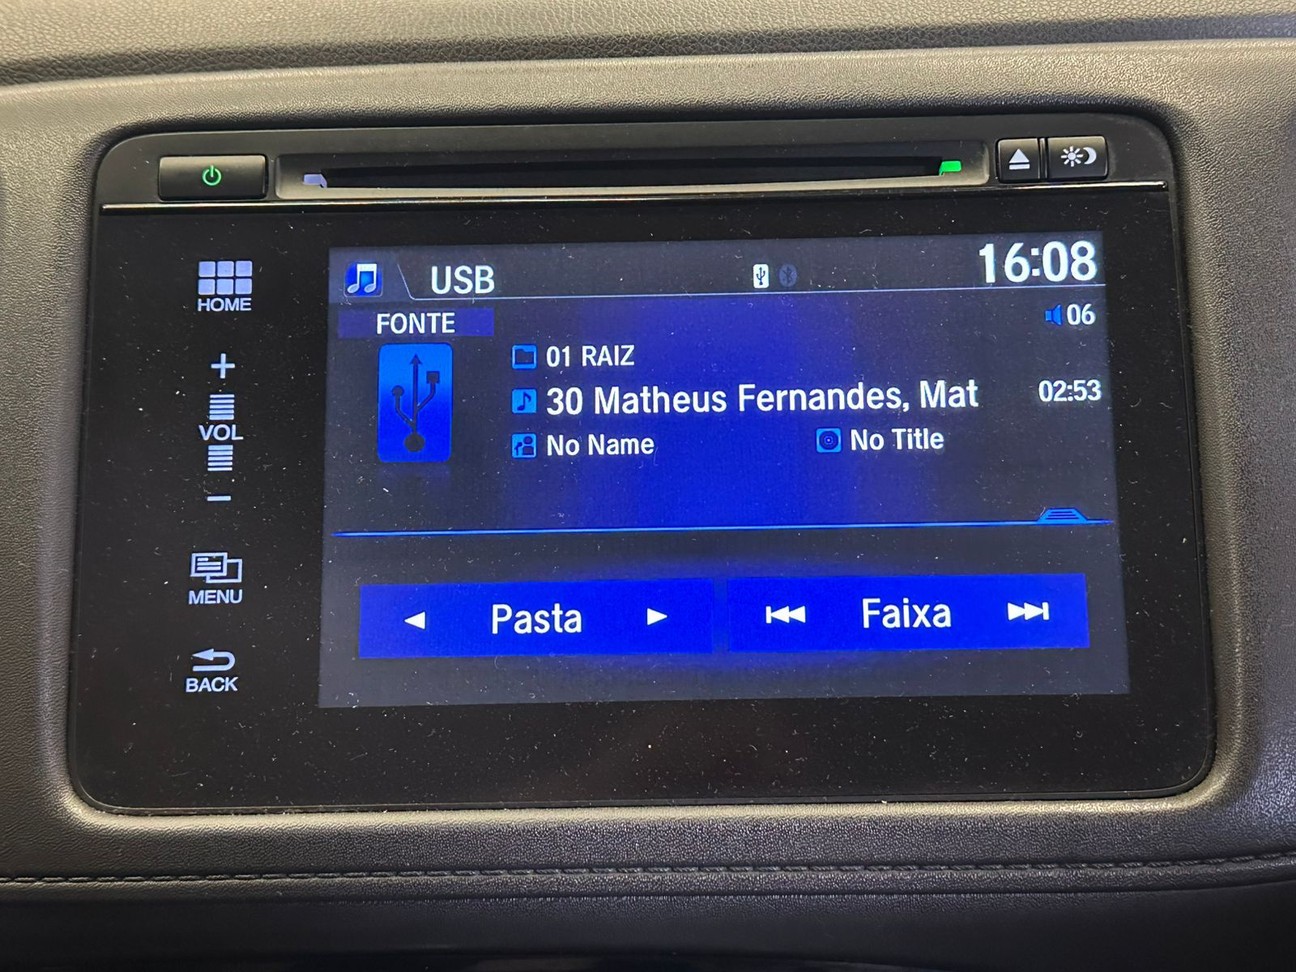 USB
16:08
FONTE
06
01 RAIZ
30 Matheus Fernandes, Mat
02:53
No Name
No Title
Pasta
Faixa
HOME
+
VOL
−
MENU
BACK